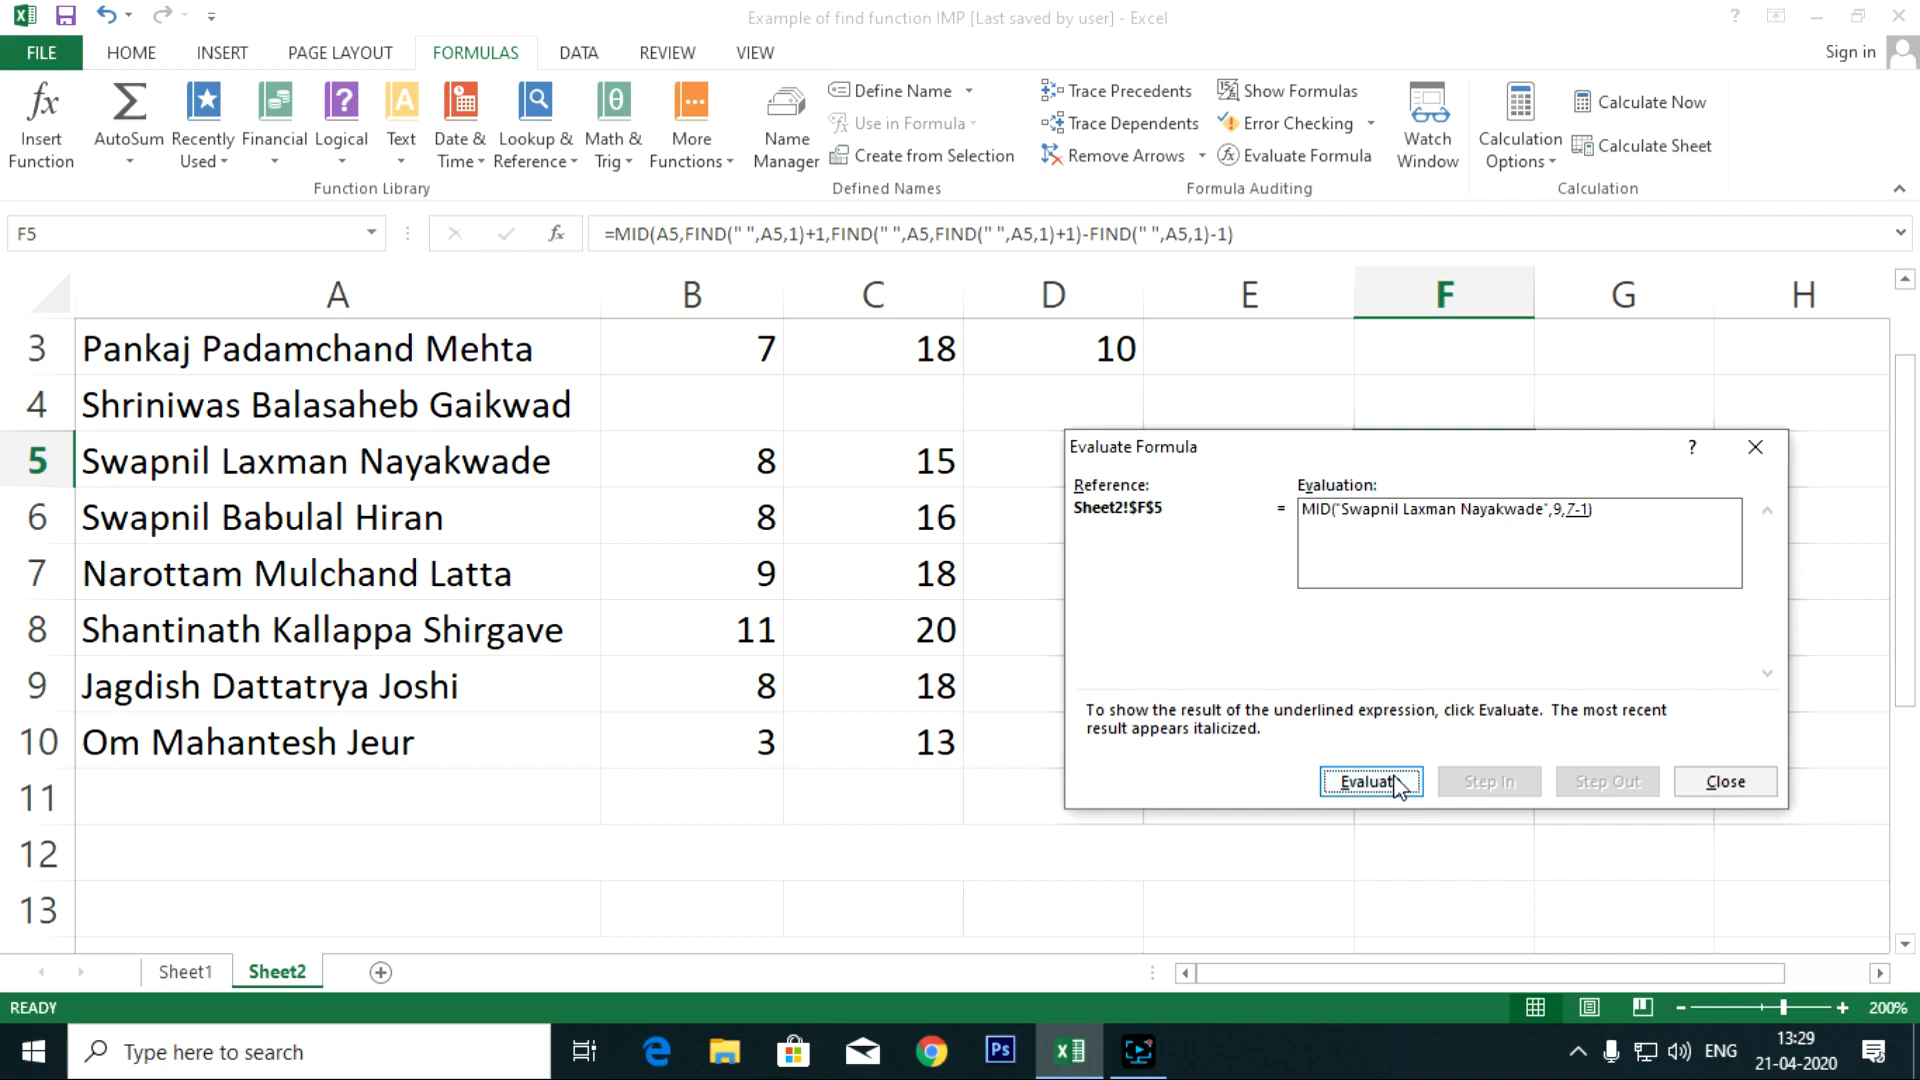 Example of find function IMP [Last saved by user] - Excel
?
FILE HOME INSERT PAGE LAYOUT FORMULAS DATA REVIEW VIEW
Sign in
fx Insert Function
AutoSum
Recently Used
Financial
Logical
Text
Date & Time
Lookup & Reference
Math & Trig
More Functions
Function Library
Name Manager
Define Name
Use in Formula
Create from Selection
Defined Names
Trace Precedents
Trace Dependents
Remove Arrows
Show Formulas
Error Checking
Evaluate Formula
Formula Auditing
Watch Window
Calculation Options
Calculate Now
Calculate Sheet
Calculation
F5
fx
=MID(A5,FIND(" ",A5,1)+1,FIND(" ",A5,FIND(" ",A5,1)+1)-FIND(" ",A5,1)-1)
A B C D E F G H
3 Pankaj Padamchand Mehta 7 18 10
4 Shriniwas Balasaheb Gaikwad
5 Swapnil Laxman Nayakwade 8 15
6 Swapnil Babulal Hiran 8 16
7 Narottam Mulchand Latta 9 18
8 Shantinath Kallappa Shirgave 11 20
9 Jagdish Dattatrya Joshi 8 18
10 Om Mahantesh Jeur 3 13
11
12
13
Evaluate Formula ?
Reference: Evaluation:
Sheet2!$F$5 = MID("Swapnil Laxman Nayakwade",9,7-1)
To show the result of the underlined expression, click Evaluate. The most recent
result appears italicized.
Evaluat Step In Step Out Close
Sheet1 Sheet2
READY
200%
Type here to search
Ps
ENG
13:29
21-04-2020